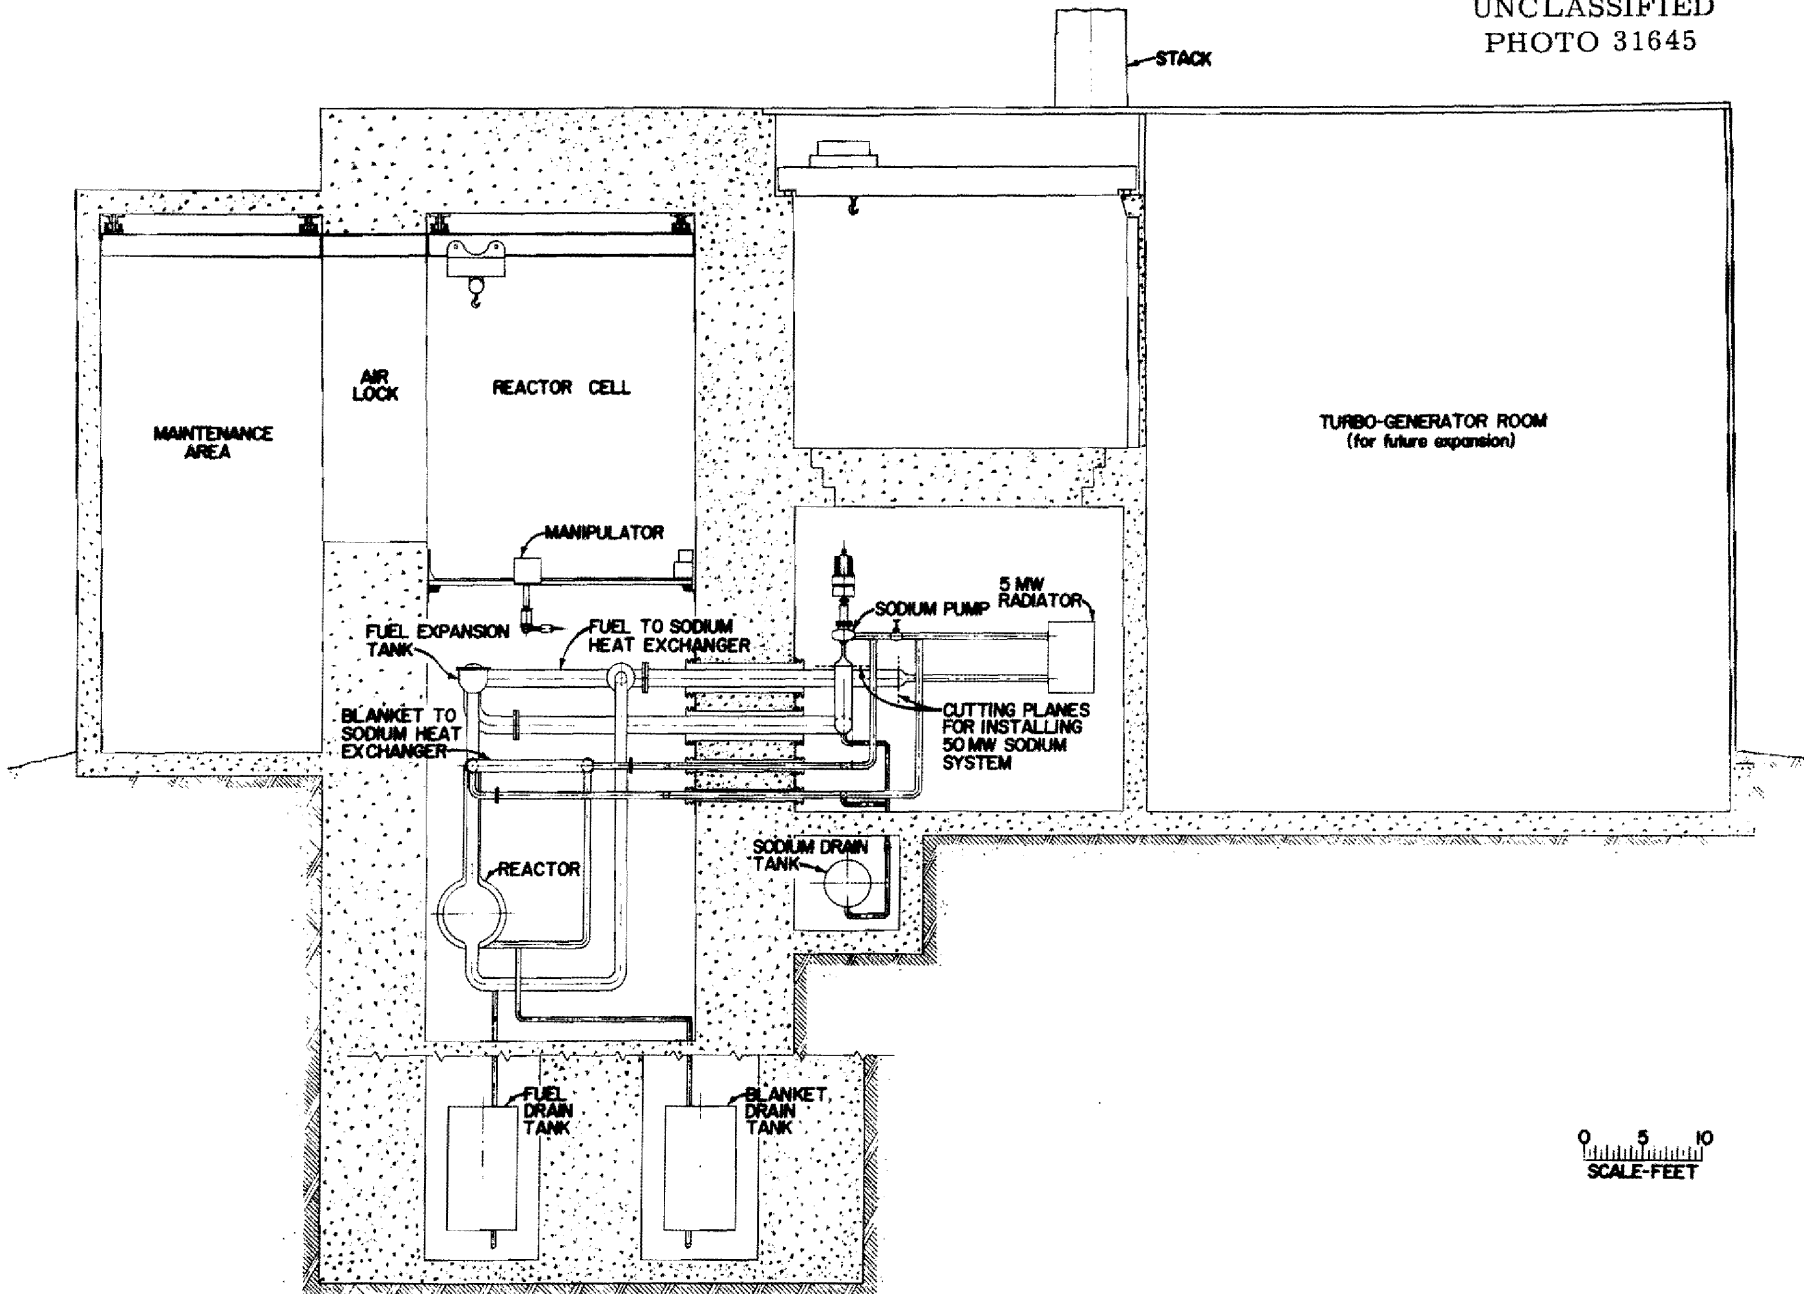 UNCLASSIFIED
PHOTO 31645
STACK
AIR
LOCK
REACTOR CELL
MAINTENANCE
AREA
TURBO-GENERATOR ROOM
(for future expansion)
MANIPULATOR
5 MW
RADIATOR
SODIUM PUMP
FUEL EXPANSION
TANK
FUEL TO SODIUM
HEAT EXCHANGER
BLANKET TO
SODIUM HEAT
EXCHANGER
CUTTING PLANES
FOR INSTALLING
50 MW SODIUM
SYSTEM
SODIUM DRAIN
TANK
REACTOR
FUEL
DRAIN
TANK
BLANKET
DRAIN
TANK
0 5 10
SCALE-FEET